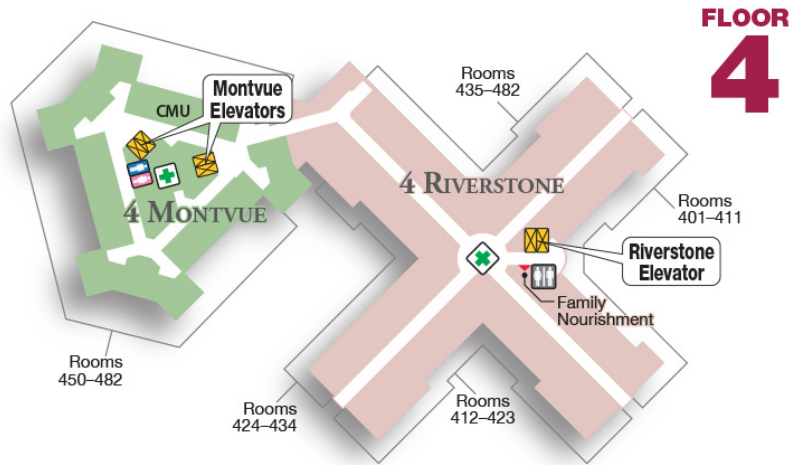 FLOOR
4
Montvue
Elevators
CMU
Rooms
435–482
4 RIVERSTONE
Rooms
401–411
4 MONTVUE
Riverstone
Elevator
Family
Nourishment
Rooms
450–482
Rooms
424–434
Rooms
412–423